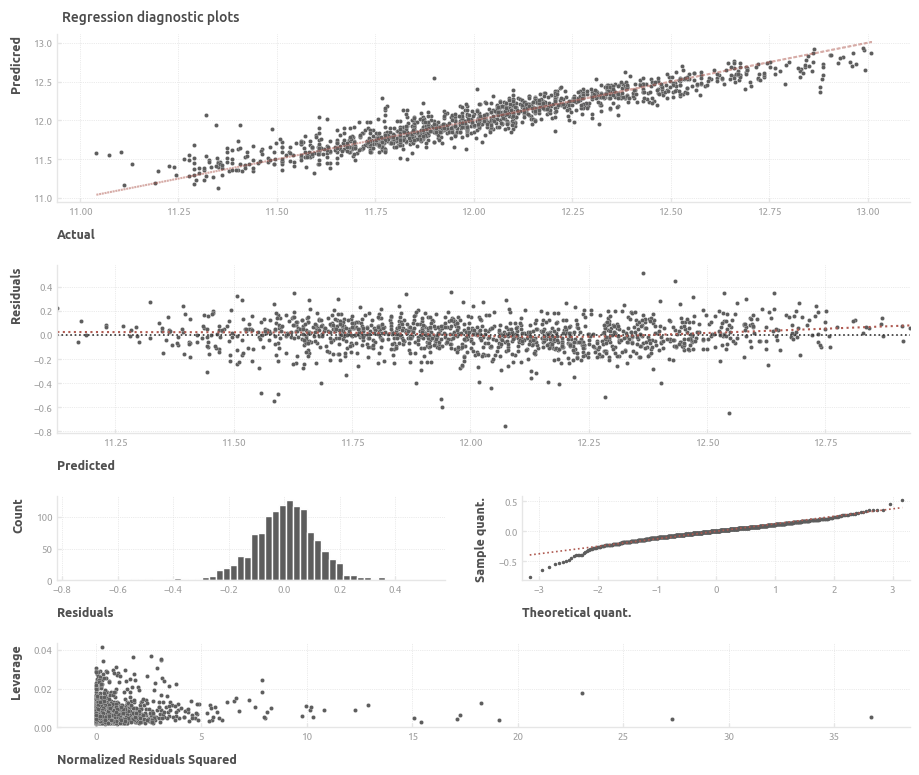 Regression diagnostic plots
Predicred
13.0
12.5
12.0
11.5
11.0
11.00 11.25 11.50 11.75 12.00 12.25 12.50 12.75 13.00
Actual
Residuals
0.4
0.2
0.0
−0.2
−0.4
−0.6
−0.8
11.25 11.50 11.75 12.00 12.25 12.50 12.75
Predicted
Count
100
50
0
−0.8 −0.6 −0.4 −0.2 0.0 0.2 0.4
Residuals
Sample quant.
0.5
0.0
−0.5
−3 −2 −1 0 1 2 3
Theoretical quant.
Levarage
0.04
0.02
0.00
0 5 10 15 20 25 30 35
Normalized Residuals Squared